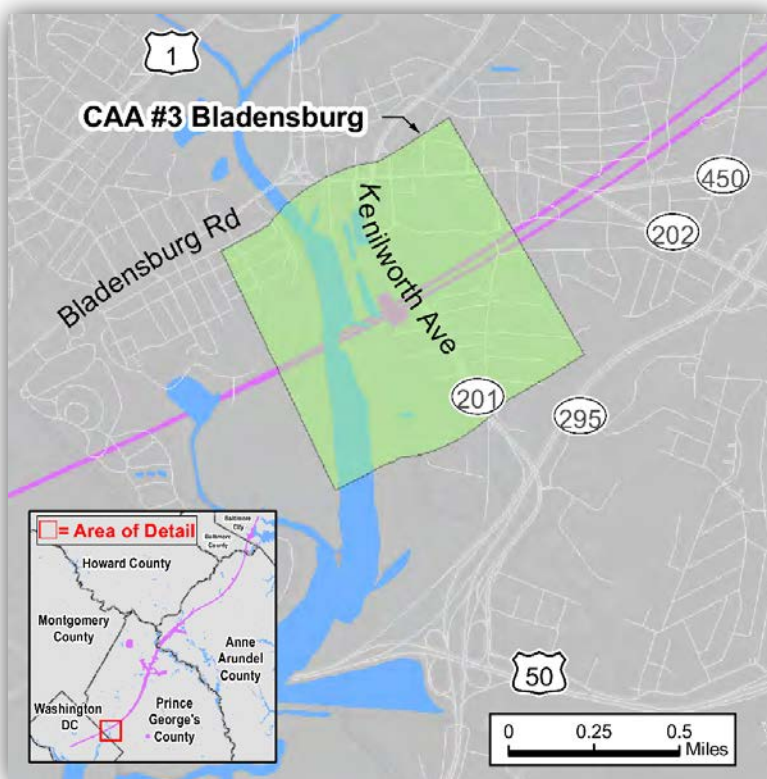 1
CAA #3 Bladensburg
450
Kenilworth Ave
202
Bladensburg Rd
201
295
= Area of Detail
Baltimore
City
Baltimore
County
Howard County
Montgomery
County
Anne
Arundel
County
Washington
DC
Prince
George's
County
50
0 0.25 0.5
Miles